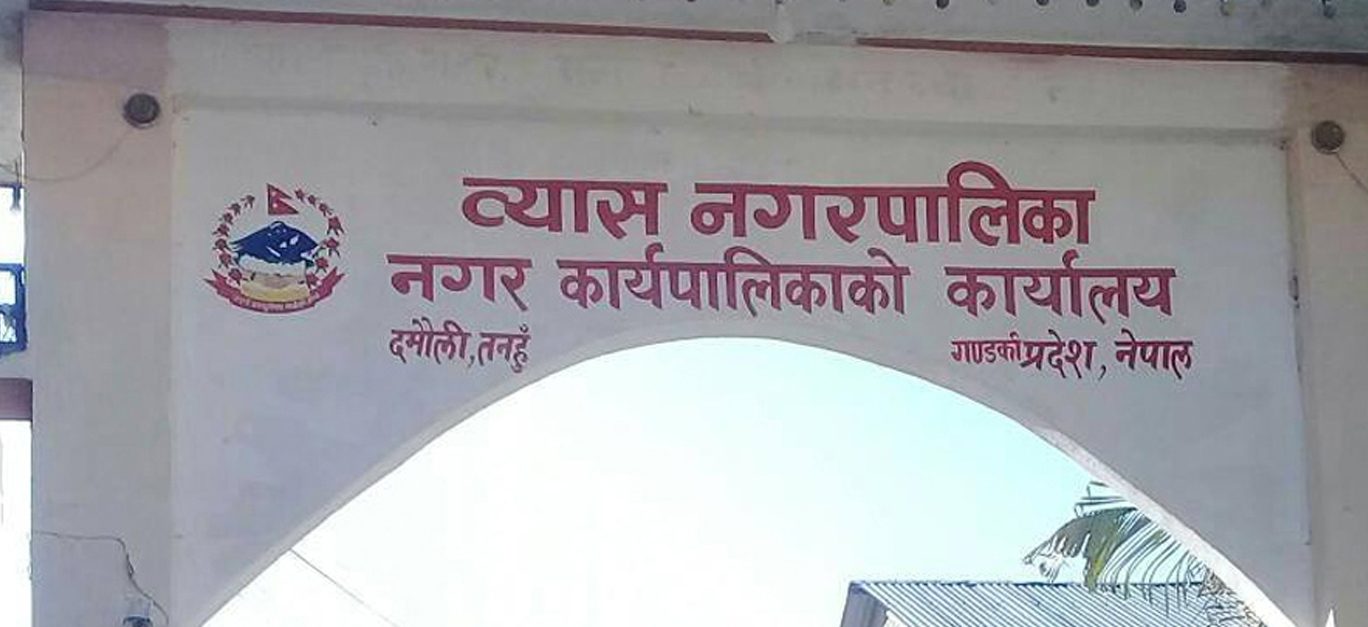 व्यास नगरपालिका
नगर कार्यपालिकाको कार्यालय
दमौली, तनहुँ गण्डकी प्रदेश, नेपाल